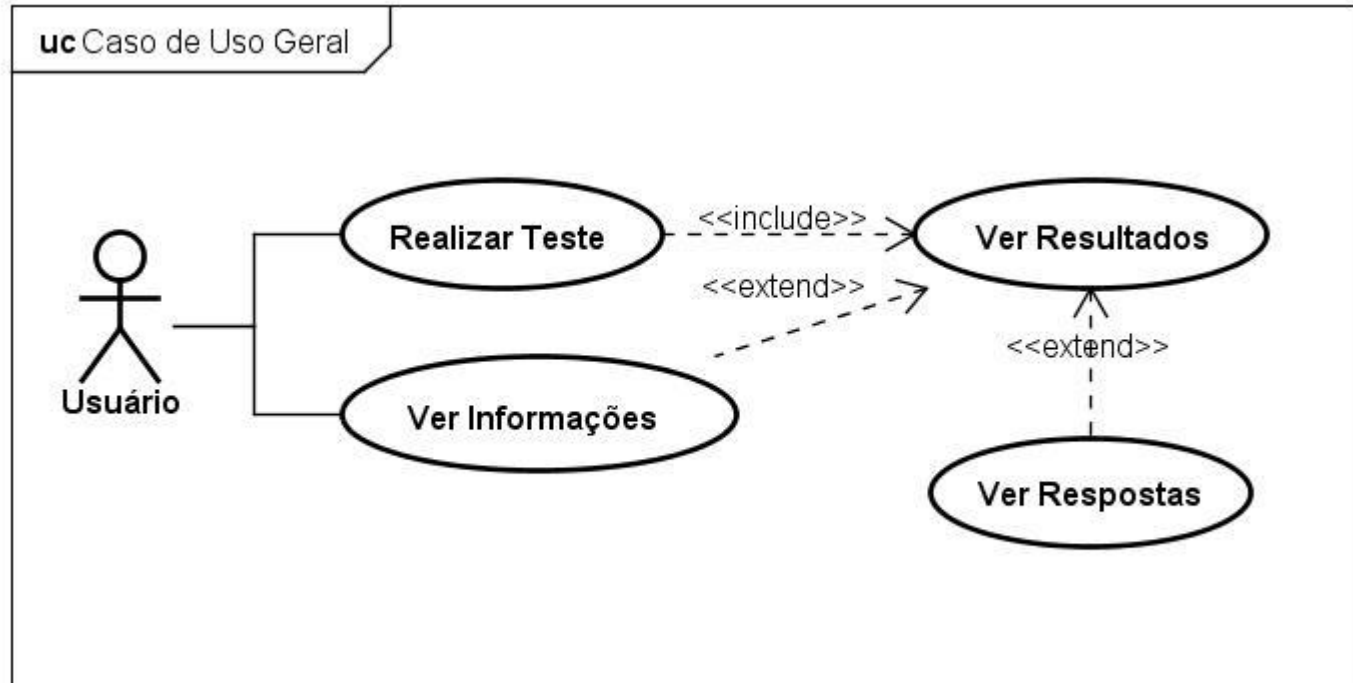 uc Caso de Uso Geral
Realizar Teste
<<include>>
Ver Resultados
<<extend>>
<<extend>>
Usuário
Ver Informações
Ver Respostas